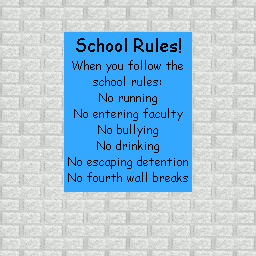 School Rules!
When you follow the
school rules:
No running
No entering faculty
No bullying
No drinking
No escaping detention
No fourth wall breaks